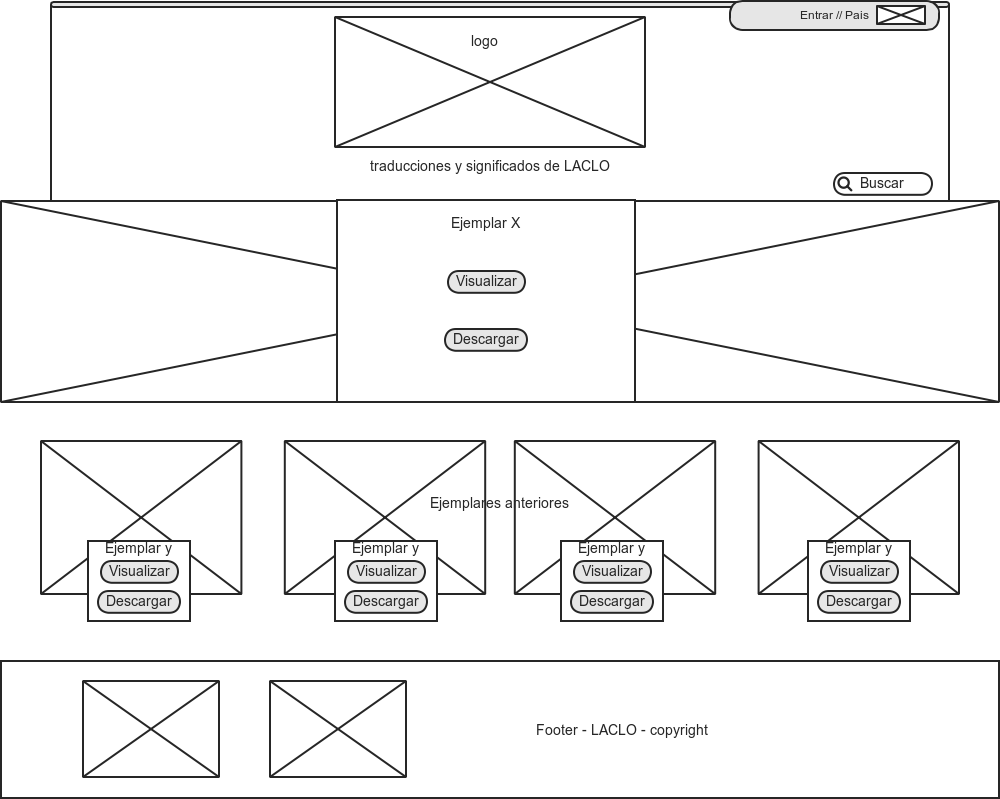 Entrar // Pais
logo
traducciones y significados de LACLO
Buscar
Ejemplar X
Visualizar
Descargar
Ejemplares anteriores
Ejemplar y
Visualizar
Descargar
Ejemplar y
Visualizar
Descargar
Ejemplar y
Visualizar
Descargar
Ejemplar y
Visualizar
Descargar
Footer - LACLO - copyright